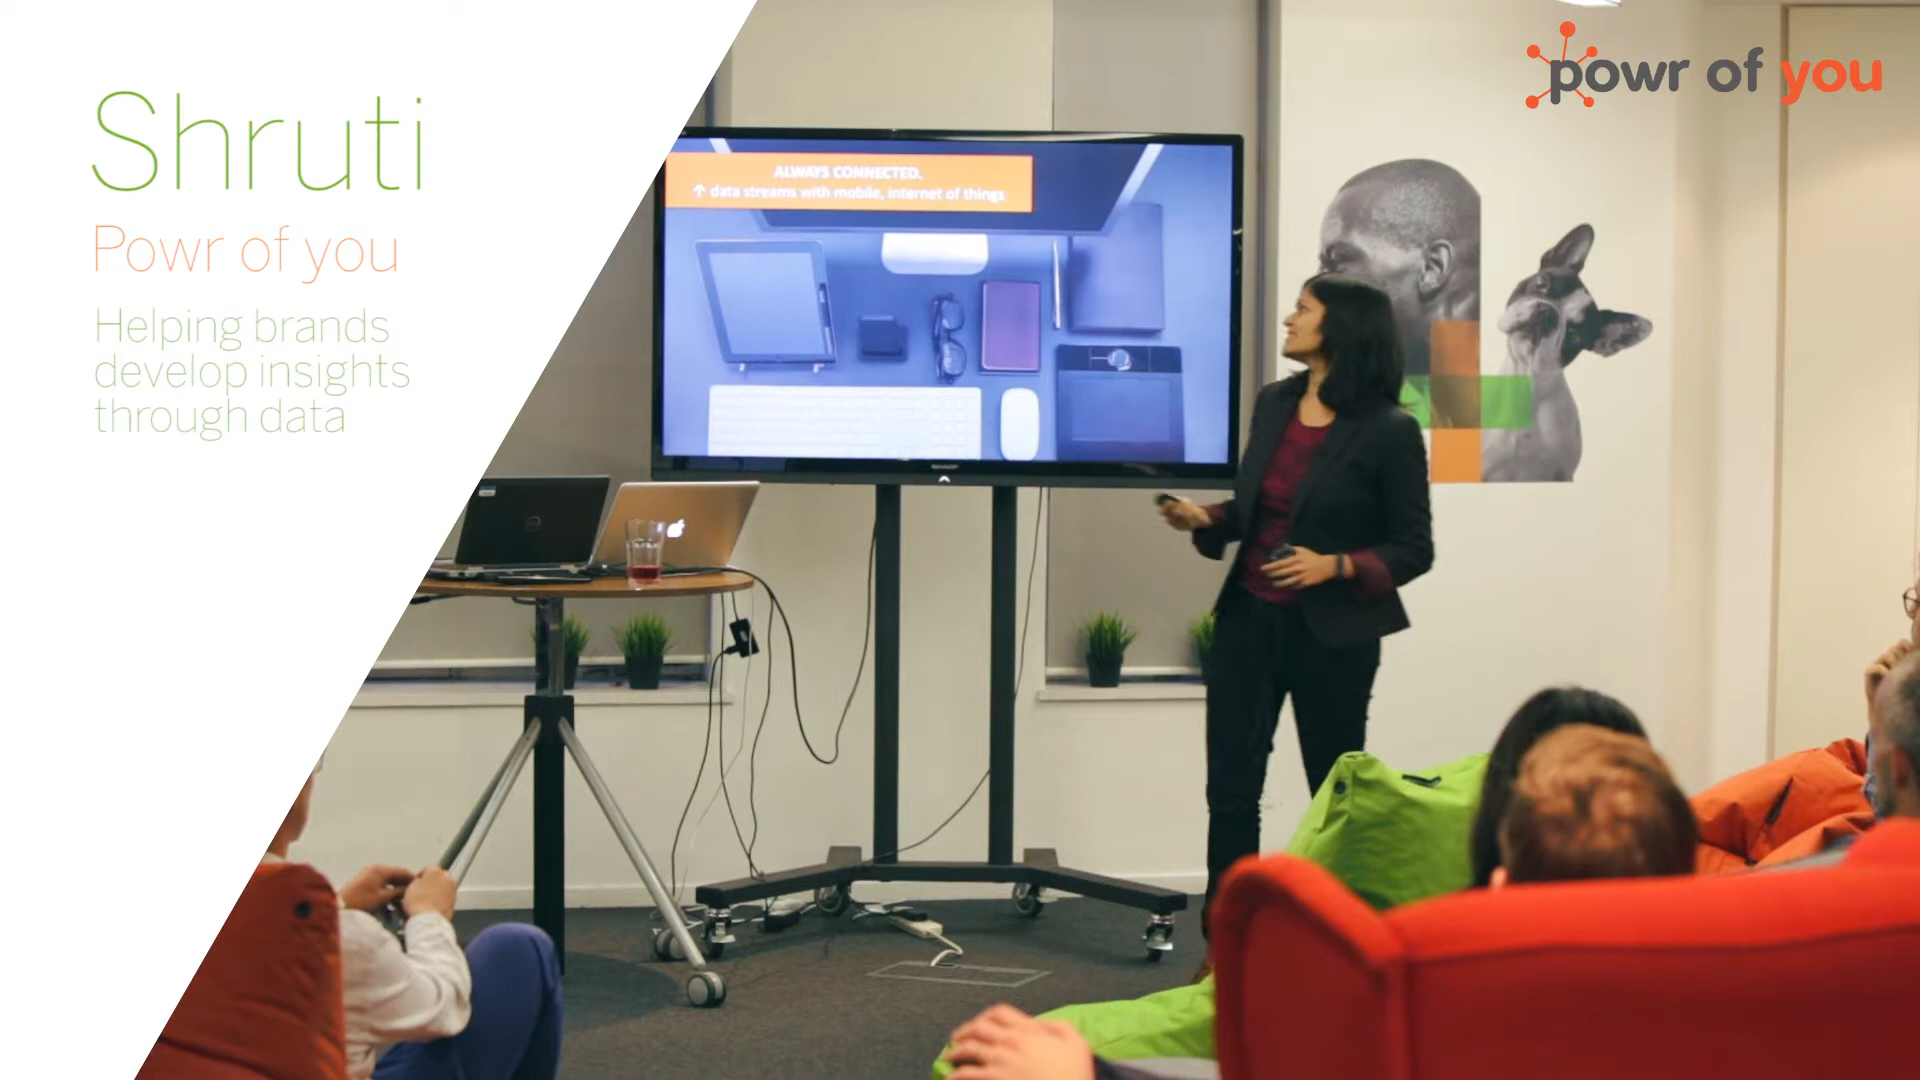 Shruti
Powr of you
Helping brands
develop insights
through data
powr of you
ALWAYS CONNECTED.
↑ data streams with mobile, internet of things
SHARP